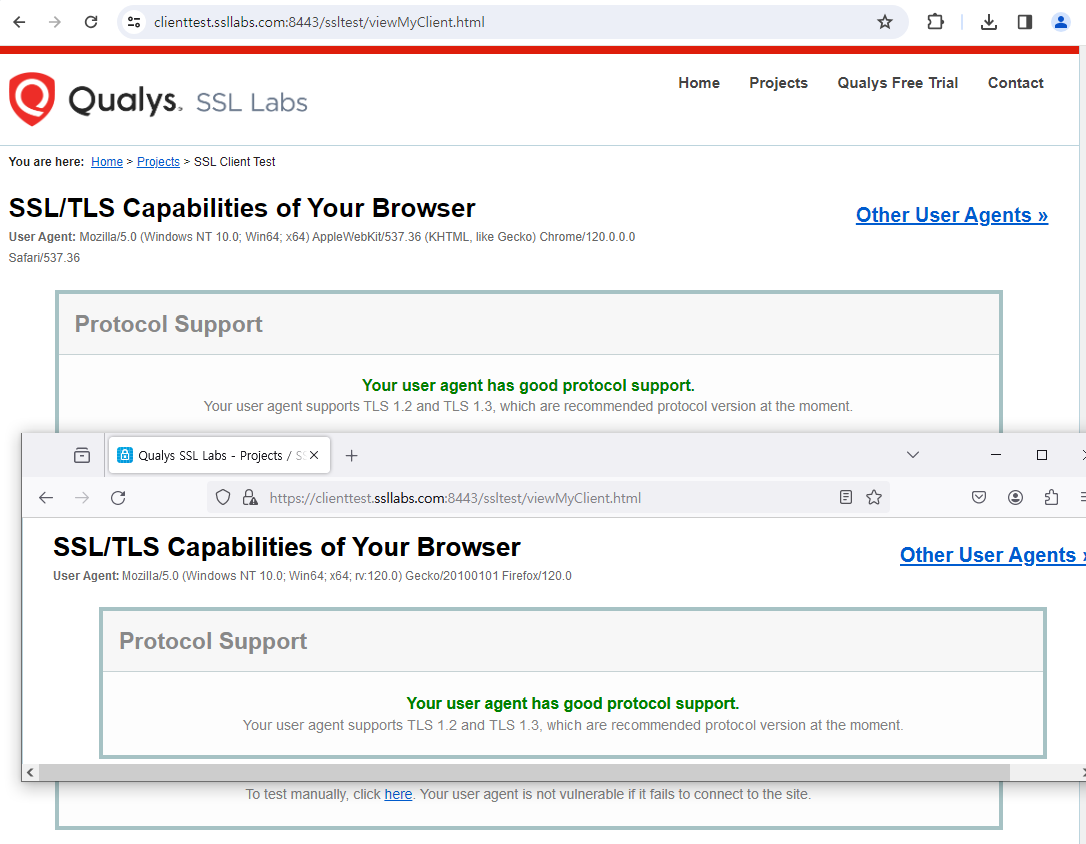 clienttest.ssllabs.com:8443/ssltest/viewMyClient.html
Qualys. SSL Labs
Home Projects Qualys Free Trial Contact
You are here: Home > Projects > SSL Client Test
SSL/TLS Capabilities of Your Browser
Other User Agents »
User Agent: Mozilla/5.0 (Windows NT 10.0; Win64; x64) AppleWebKit/537.36 (KHTML, like Gecko) Chrome/120.0.0.0
Safari/537.36
Protocol Support
Your user agent has good protocol support.
Your user agent supports TLS 1.2 and TLS 1.3, which are recommended protocol version at the moment.
Qualys SSL Labs - Projects /
https://clienttest.ssllabs.com:8443/ssltest/viewMyClient.html
SSL/TLS Capabilities of Your Browser
Other User Agents »
User Agent: Mozilla/5.0 (Windows NT 10.0; Win64; x64; rv:120.0) Gecko/20100101 Firefox/120.0
Protocol Support
Your user agent has good protocol support.
Your user agent supports TLS 1.2 and TLS 1.3, which are recommended protocol version at the moment.
To test manually, click here. Your user agent is not vulnerable if it fails to connect to the site.